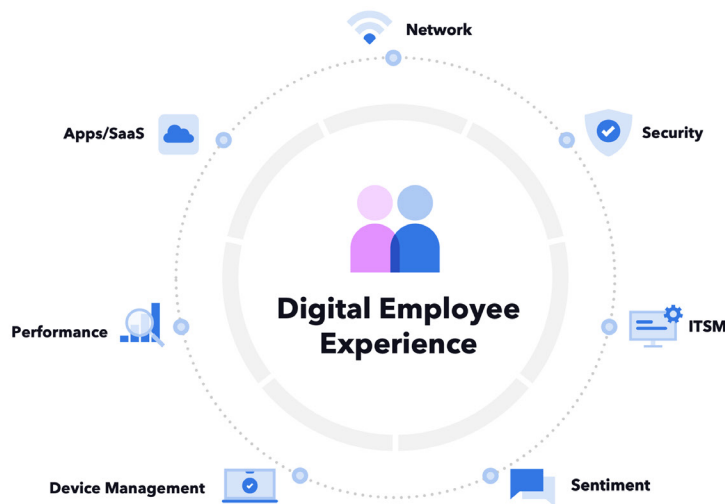 Network
Apps/SaaS
Security
Digital Employee
Experience
Performance
ITSM
Device Management
Sentiment